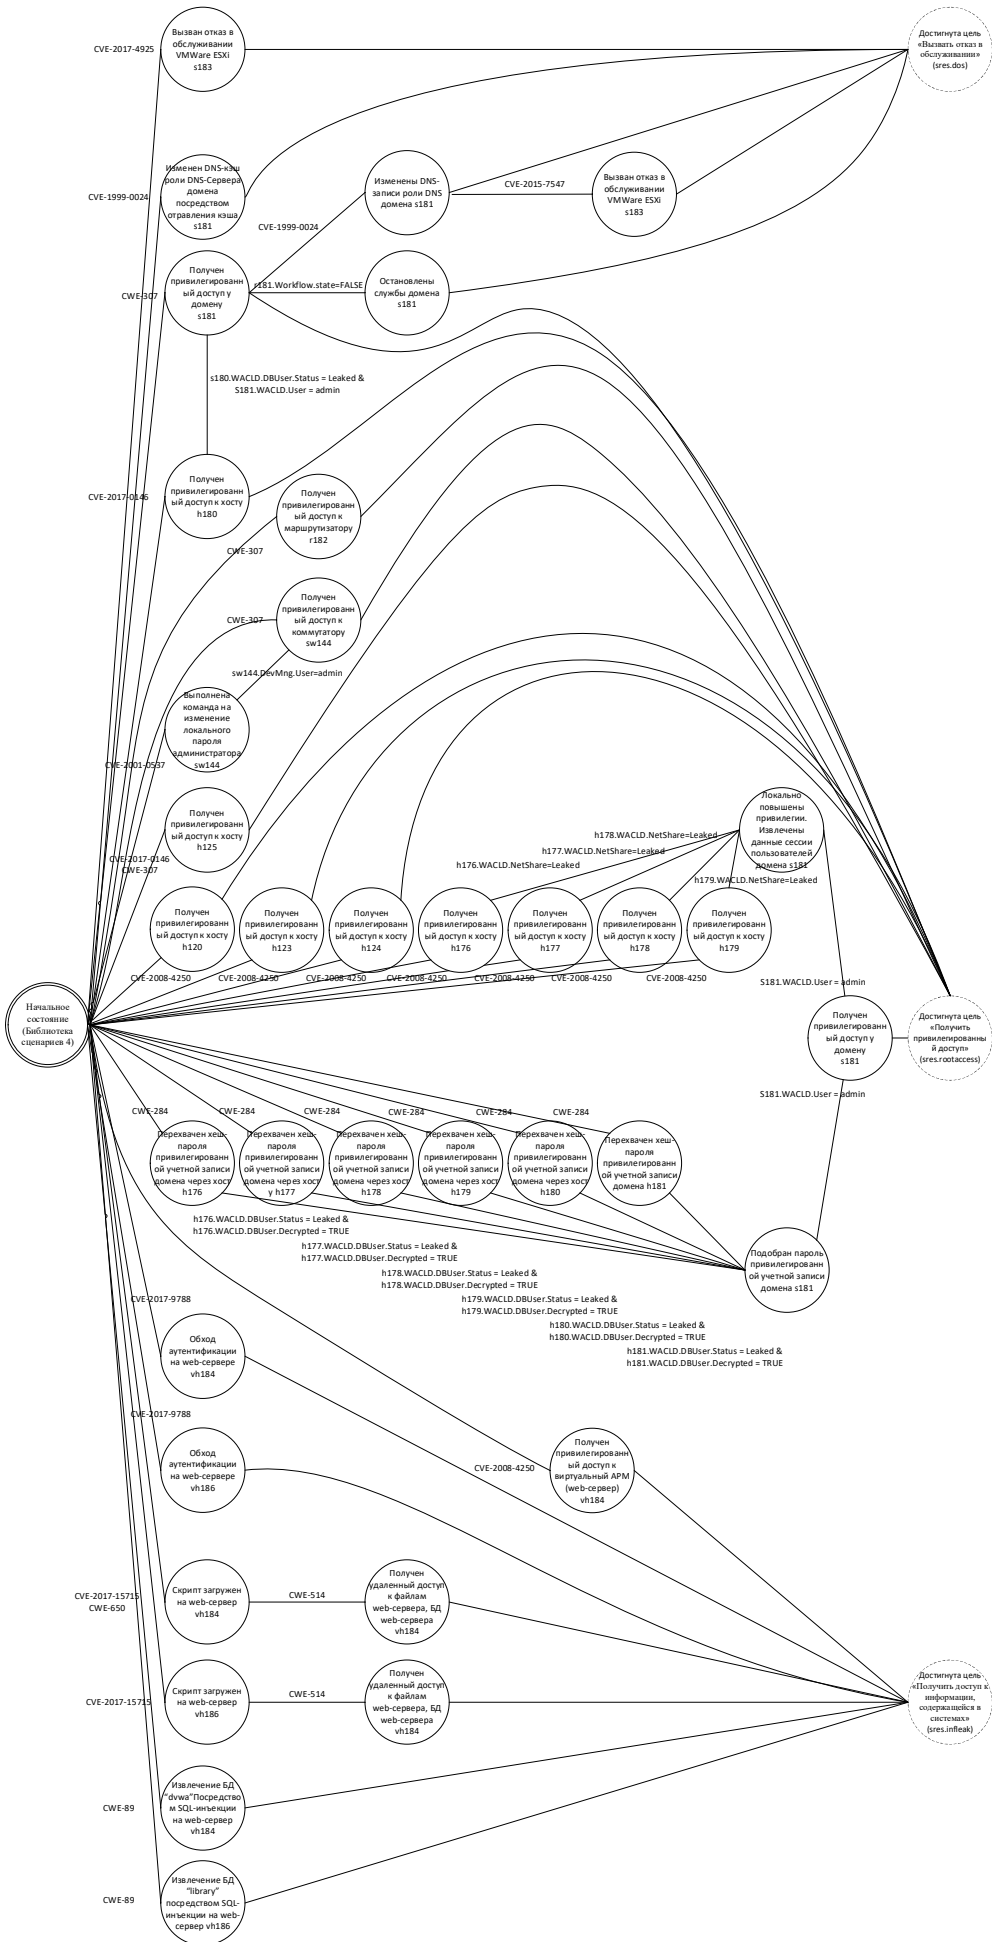 CVE-2017-4925
Вызван отказ в
обслуживании
VMWare ESXi
s183
Достигнута цель
«Вызвать отказ в
обслуживании»
(sres.dos)
CVE-1999-0024
Изменен DNS-кэш
роли DNS-Сервера
домена
посредством
отравления кэша
s181
Изменены DNS-
записи роли DNS
домена s181
CVE-2015-7547
Вызван отказ в
обслуживании
VMWare ESXi
s183
CVE-1999-0024
CWE-307
Получен
привилегированн
ый доступ у
домену
s181
s181.Workflow.state=FALSE
Остановлены
службы домена
s181
s180.WACLD.DBUser.Status = Leaked &
S181.WACLD.User = admin
CVE-2017-0146
Получен
привилегированн
ый доступ к хосту
h180
Получен
привилегированн
ый доступ к
маршрутизатору
r182
CWE-307
CWE-307
Получен
привилегированн
ый доступ к
коммутатору
sw144
sw144.DevMng.User=admin
Выполнена
команда на
изменение
локального
пароля
администратора
sw144
CVE-2001-0537
Получен
привилегированн
ый доступ к хосту
h125
CVE-2017-0146
CWE-307
Локально
повышены
привилегии.
Извлечены
данные сессии
пользователей
домена s181
h178.WACLD.NetShare=Leaked
h177.WACLD.NetShare=Leaked
h176.WACLD.NetShare=Leaked
h179.WACLD.NetShare=Leaked
Получен
привилегированн
ый доступ к хосту
h120
Получен
привилегированн
ый доступ к хосту
h123
Получен
привилегированн
ый доступ к хосту
h124
Получен
привилегированн
ый доступ к хосту
h176
Получен
привилегированн
ый доступ к хосту
h177
Получен
привилегированн
ый доступ к хосту
h178
Получен
привилегированн
ый доступ к хосту
h179
CVE-2008-4250
CVE-2008-4250
CVE-2008-4250
CVE-2008-4250
CVE-2008-4250
CVE-2008-4250
CVE-2008-4250
S181.WACLD.User = admin
Начальное
состояние
(Библиотека
сценариев 4)
Получен
привилегированн
ый доступ у
домену
s181
Достигнута цель
«Получить
привилегированны
й доступ»
(sres.rootaccess)
S181.WACLD.User = admin
CWE-284
CWE-284
CWE-284
CWE-284
CWE-284
CWE-284
Перехвачен хеш-
пароля
привилегированн
ой учетной записи
домена через хост
h176
Перехвачен хеш-
пароля
привилегированн
ой учетной записи
домена через хост
у h177
Перехвачен хеш-
пароля
привилегированн
ой учетной записи
домена через хост
h178
Перехвачен хеш-
пароля
привилегированн
ой учетной записи
домена через хост
h179
Перехвачен хеш-
пароля
привилегированн
ой учетной записи
домена через хост
h180
Перехвачен хеш-
пароля
привилегированн
ой учетной записи
домена h181
h176.WACLD.DBUser.Status = Leaked &
h176.WACLD.DBUser.Decrypted = TRUE
h177.WACLD.DBUser.Status = Leaked &
h177.WACLD.DBUser.Decrypted = TRUE
h178.WACLD.DBUser.Status = Leaked &
h178.WACLD.DBUser.Decrypted = TRUE
h179.WACLD.DBUser.Status = Leaked &
h179.WACLD.DBUser.Decrypted = TRUE
h180.WACLD.DBUser.Status = Leaked &
h180.WACLD.DBUser.Decrypted = TRUE
h181.WACLD.DBUser.Status = Leaked &
h181.WACLD.DBUser.Decrypted = TRUE
Подобран пароль
привилегированн
ой учетной записи
домена s181
CVE-2017-9788
Обход
аутентификации
на web-сервере
vh184
CVE-2017-9788
Обход
аутентификации
на web-сервере
vh186
CVE-2008-4250
Получен
привилегированн
ый доступ к
виртуальный АРМ
(web-сервер)
vh184
CVE-2017-15715
CWE-650
Скрипт загружен
на web-сервер
vh184
CWE-514
Получен
удаленный доступ
к файлам
web-сервера, БД
web-сервера
vh184
CVE-2017-15715
Скрипт загружен
на web-сервер
vh186
CWE-514
Получен
удаленный доступ
к файлам
web-сервера, БД
web-сервера
vh184
Достигнута цель
«Получить доступ к
информации,
содержащейся в
системах»
(sres.infleak)
CWE-89
Извлечение БД
"dvwa"Посредство
м SQL-инъекции
на web-сервер
vh184
CWE-89
Извлечение БД
"library"
посредством SQL-
инъекции на web-
сервер vh186